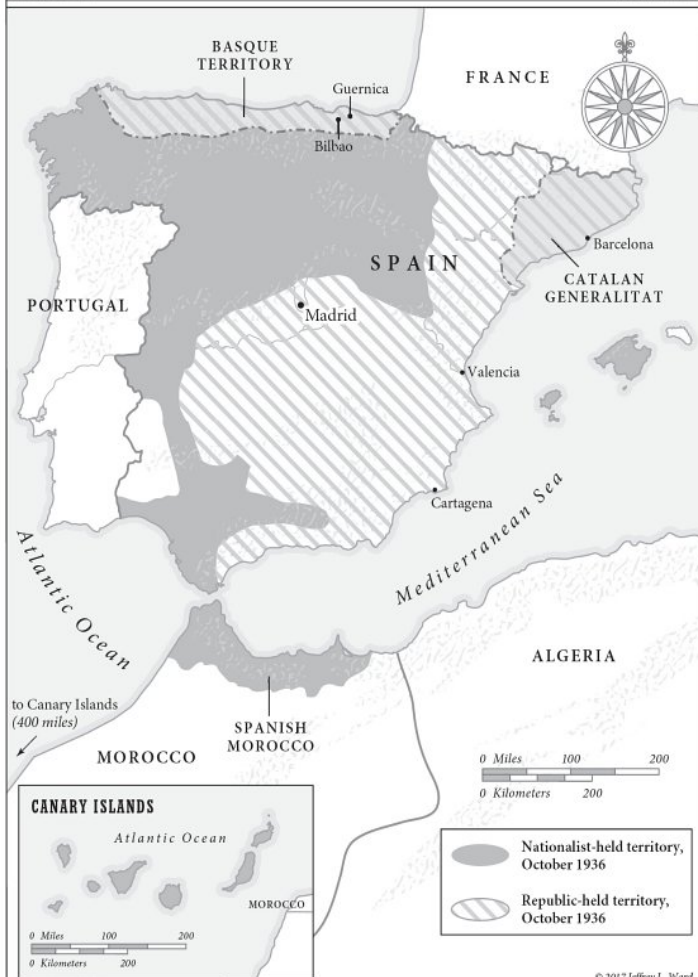 BASQUE
TERRITORY
FRANCE
Guernica
Bilbao
SPAIN
Barcelona
CATALAN
GENERALITAT
PORTUGAL
Madrid
Valencia
Cartagena
Mediterranean Sea
Atlantic Ocean
ALGERIA
to Canary Islands
(400 miles)
SPANISH
MOROCCO
MOROCCO
0 Miles 100 200
0 Kilometers 200
CANARY ISLANDS
Atlantic Ocean
MOROCCO
0 Miles 100 200
0 Kilometers 200
Nationalist-held territory,
October 1936
Republic-held territory,
October 1936
© 2017 Jeffrey L. Ward